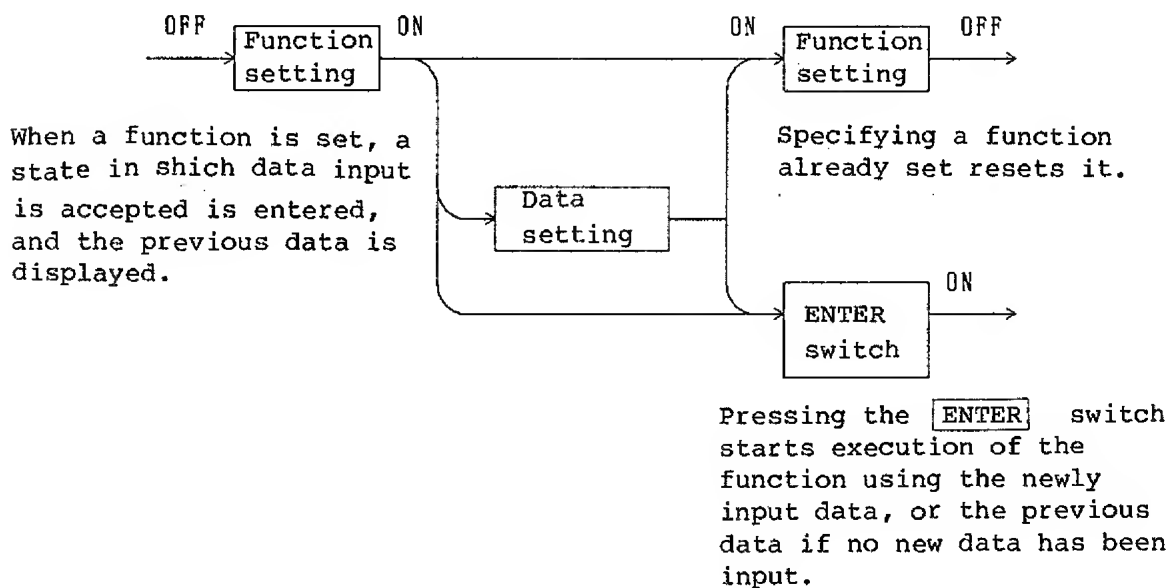 OFF
Function
setting
ON
ON
Function
setting
OFF
When a function is set, a
state in shich data input
is accepted is entered,
and the previous data is
displayed.
Specifying a function
already set resets it.
Data
setting
ENTER
switch
ON
Pressing the ENTER switch
starts execution of the
function using the newly
input data, or the previous
data if no new data has been
input.